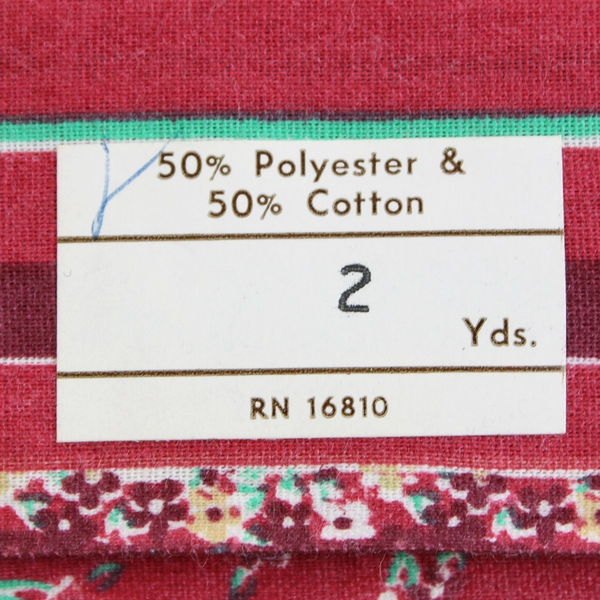 50% Polyester &
50% Cotton
2
Yds.
RN 16810